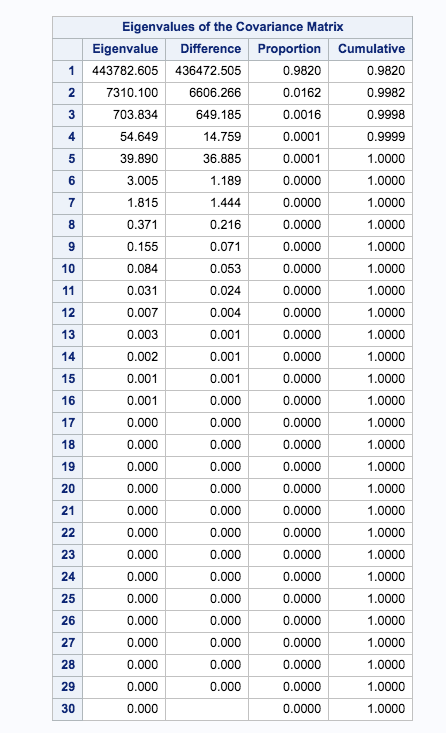 Eigenvalues of the Covariance Matrix
Eigenvalue Difference Proportion Cumulative
1 443782.605 436472.505 0.9820 0.9820
2 7310.100 6606.266 0.0162 0.9982
3 703.834 649.185 0.0016 0.9998
4 54.649 14.759 0.0001 0.9999
5 39.890 36.885 0.0001 1.0000
6 3.005 1.189 0.0000 1.0000
7 1.815 1.444 0.0000 1.0000
8 0.371 0.216 0.0000 1.0000
9 0.155 0.071 0.0000 1.0000
10 0.084 0.053 0.0000 1.0000
11 0.031 0.024 0.0000 1.0000
12 0.007 0.004 0.0000 1.0000
13 0.003 0.001 0.0000 1.0000
14 0.002 0.001 0.0000 1.0000
15 0.001 0.001 0.0000 1.0000
16 0.001 0.000 0.0000 1.0000
17 0.000 0.000 0.0000 1.0000
18 0.000 0.000 0.0000 1.0000
19 0.000 0.000 0.0000 1.0000
20 0.000 0.000 0.0000 1.0000
21 0.000 0.000 0.0000 1.0000
22 0.000 0.000 0.0000 1.0000
23 0.000 0.000 0.0000 1.0000
24 0.000 0.000 0.0000 1.0000
25 0.000 0.000 0.0000 1.0000
26 0.000 0.000 0.0000 1.0000
27 0.000 0.000 0.0000 1.0000
28 0.000 0.000 0.0000 1.0000
29 0.000 0.000 0.0000 1.0000
30 0.000 0.0000 1.0000